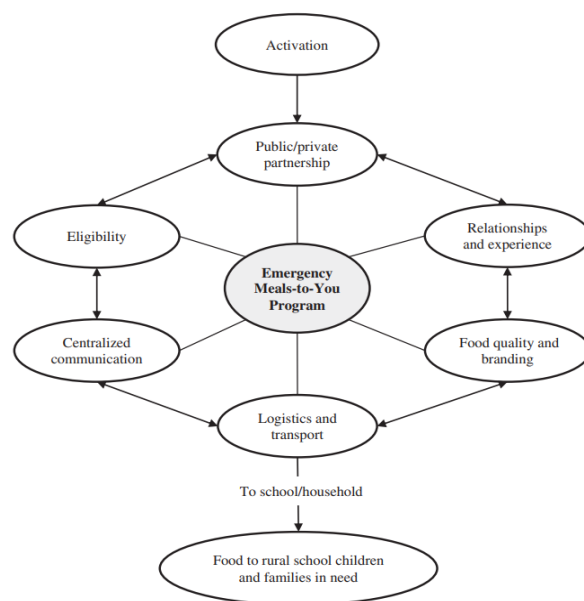 Activation
Public/private
partnership
Eligibility
Relationships
and experience
Emergency
Meals-to-You
Program
Centralized
communication
Food quality and
branding
Logistics and
transport
To school/household
Food to rural school children
and families in need